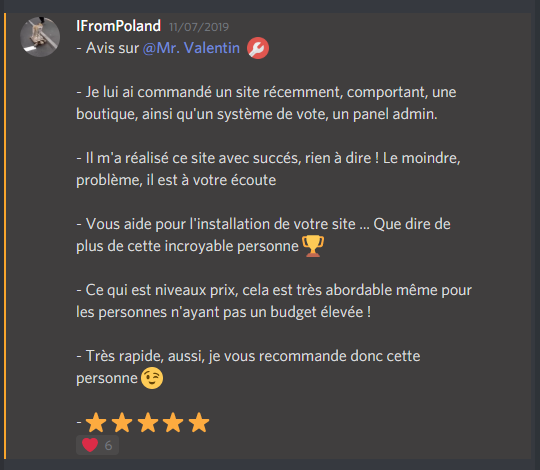 IFromPoland 11/07/2019
- Avis sur @Mr. Valentin
- Je lui ai commandé un site récemment, comportant, une
boutique, ainsi qu'un système de vote, un panel admin.
- Il m'a réalisé ce site avec succés, rien à dire ! Le moindre,
problème, il est à votre écoute
- Vous aide pour l'installation de votre site ... Que dire de
plus de cette incroyable personne 🏆
- Ce qui est niveaux prix, cela est très abordable même pour
les personnes n'ayant pas un budget élevée !
- Très rapide, aussi, je vous recommande donc cette
personne 😉
- ⭐⭐⭐⭐⭐
❤️ 6